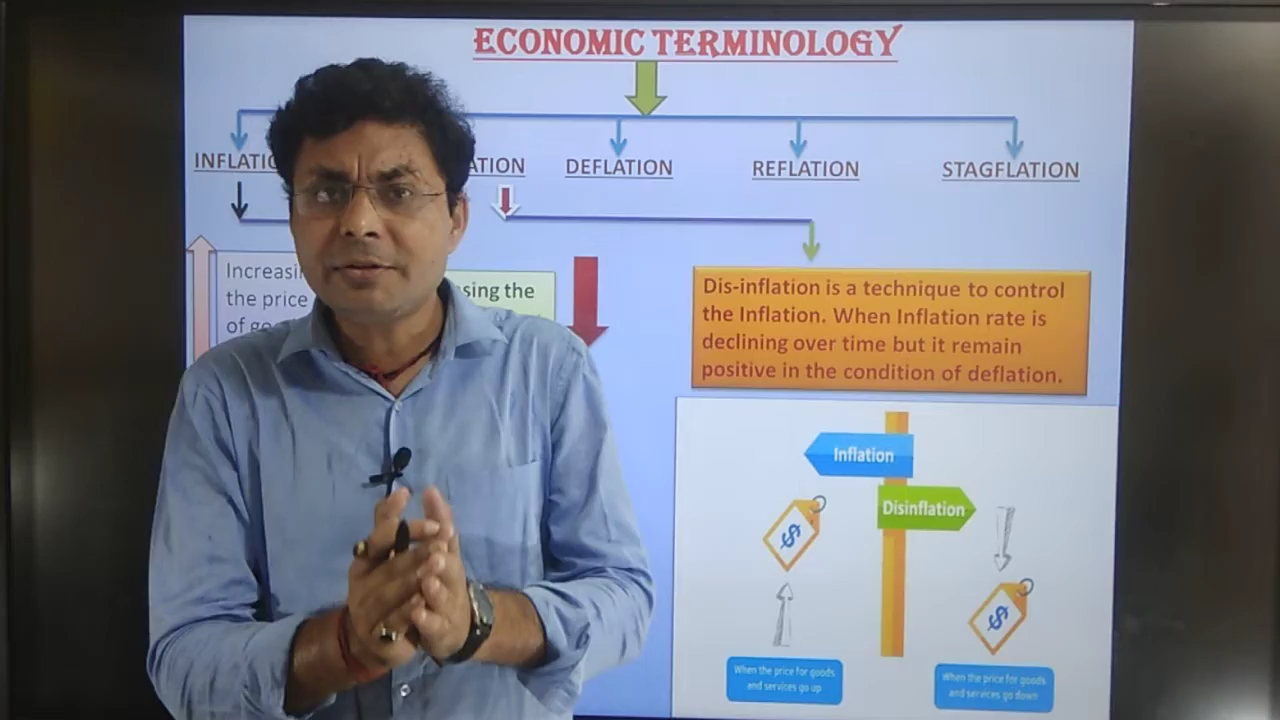 ECONOMIC TERMINOLOGY
INFLATIO ATION DEFLATION REFLATION STAGFLATION
Increasi
the price
of go
sing the
Dis-inflation is a technique to control
the Inflation. When Inflation rate is
declining over time but it remain
positive in the condition of deflation.
Inflation
Disinflation
$
$
When the price for goods
and services go up
When the price for goods
and services go down